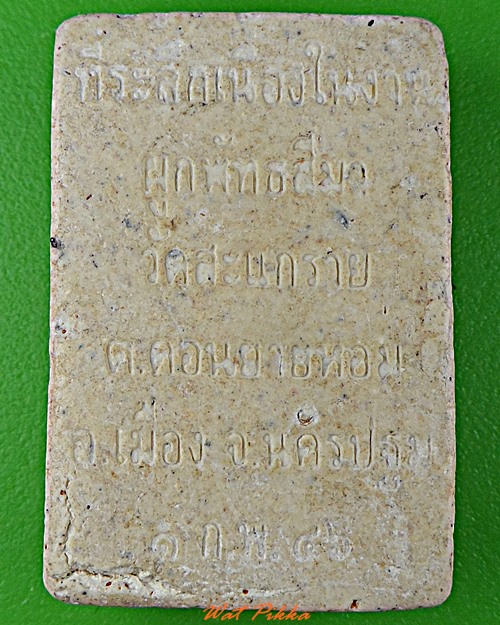 ที่ระลึกเนื่องในงาน
ผูกพัทธสีมา
วัดสะแกราย
ต.ดอนยายหอม
อ.เมือง จ.นครปฐม
๑ ก.พ. ๔๖
Wat Pikka